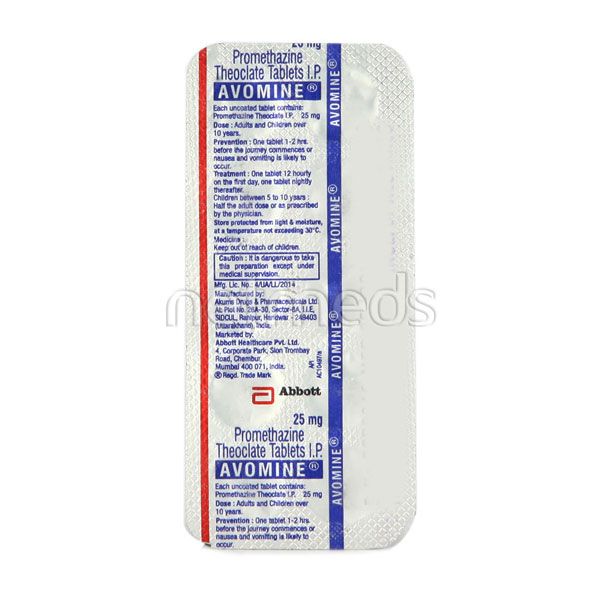 25 mg
Promethazine
Theoclate Tablets I.P.
AVOMINE®
Each uncoated tablet contains:
Promethazine Theoclate I.P. 25 mg
Dose : Adults and Children over
10 years.
Prevention : One tablet 1-2 hrs.
before the journey commences or
nausea and vomiting is likely to
occur.
Treatment : One tablet 12 hourly
on the first day, one tablet nightly
thereafter.
Children between 5 to 10 years :
Half the adult dose or as prescribed
by the physician.
Store protected from light & moisture,
at a temperature not exceeding 30°C.
Medicine :
Keep out of reach of children.
Caution : It is dangerous to take
this preparation except under
medical supervision.
Mfg. Lic. No.: 4/UA/LL/2014
Manufactured by:
Akums Drugs & Pharmaceuticals Ltd.
At: Plot No. 26A-30, Sector-8A, I.I.E,
SIDCUL, Ranipur, Haridwar - 249403
(Uttarakhand), India.
Marketed by:
Abbott Healthcare Pvt. Ltd.
4, Corporate Park, Sion Trombay
Road, Chembur,
Mumbai 400 071, India.
® Regd. Trade Mark
API
Abbott
25 mg
Promethazine
Theoclate Tablets I.P.
AVOMINE®
Each uncoated tablet contains:
Promethazine Theoclate I.P. 25 mg
Dose : Adults and Children over
10 years.
Prevention : One tablet 1-2 hrs.
before the journey commences or
nausea and vomiting is likely to
occur.
AVOMINE®
AVOMINE®
AVOMINE®
AVOMINE®
netmeds